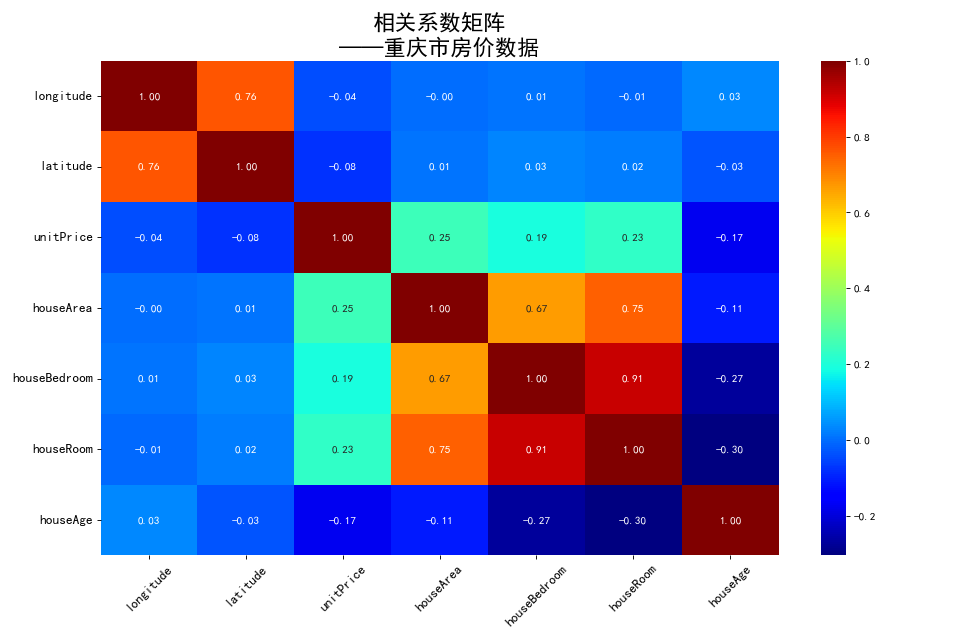 相关系数矩阵
——重庆市房价数据
longitude 1.00 0.76 -0.04 -0.00 0.01 -0.01 0.03
latitude 0.76 1.00 -0.08 0.01 0.03 0.02 -0.03
unitPrice -0.04 -0.08 1.00 0.25 0.19 0.23 -0.17
houseArea -0.00 0.01 0.25 1.00 0.67 0.75 -0.11
houseBedroom 0.01 0.03 0.19 0.67 1.00 0.91 -0.27
houseRoom -0.01 0.02 0.23 0.75 0.91 1.00 -0.30
houseAge 0.03 -0.03 -0.17 -0.11 -0.27 -0.30 1.00
longitude latitude unitPrice houseArea houseBedroom houseRoom houseAge
1.0
0.8
0.6
0.4
0.2
0.0
-0.2